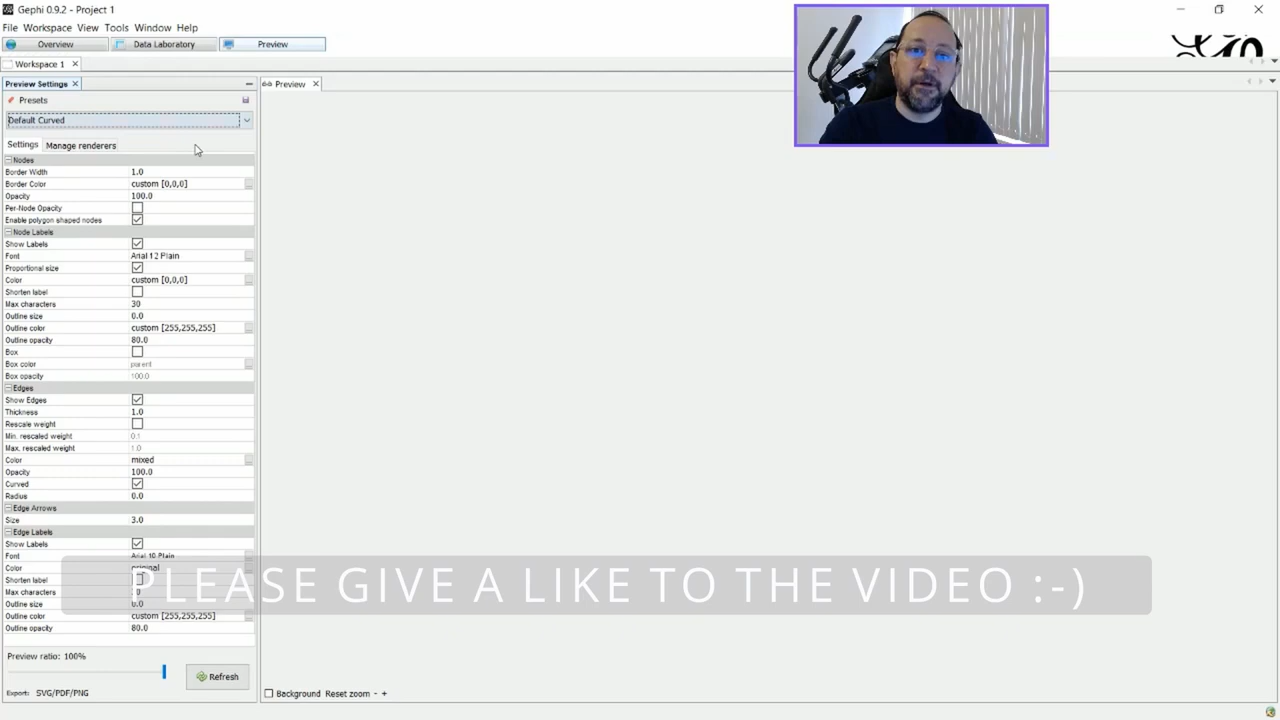 Gephi 0.9.2 - Project 1
File Workspace View Tools Window Help
Overview Data Laboratory Preview
Workspace 1
Preview Settings
Preview
Presets
Default Curved
Settings Manage renderers
Nodes
Border Width 1.0
Border Color custom [0,0,0]
Opacity 100.0
Per-Node Opacity
Enable polygon shaped nodes
Node Labels
Show Labels
Font Arial 12 Plain
Proportional size
Color custom [0,0,0]
Shorten label
Max characters 30
Outline size 0.0
Outline color custom [255,255,255]
Outline opacity 80.0
Box
Box color parent
Box opacity 100.0
Edges
Show Edges
Thickness 1.0
Rescale weight
Min. rescaled weight 0.1
Max. rescaled weight 1.0
Color mixed
Opacity 100.0
Curved
Radius 0.0
Edge Arrows
Size 3.0
Edge Labels
Show Labels
Font Arial 10 Plain
Color original
PLEASE GIVE A LIKE TO THE VIDEO :-)
Shorten label
Max characters
Outline size 0.0
Outline color custom [255,255,255]
Outline opacity 80.0
Preview ratio: 100%
Refresh
Export: SVG/PDF/PNG
Background Reset zoom - +